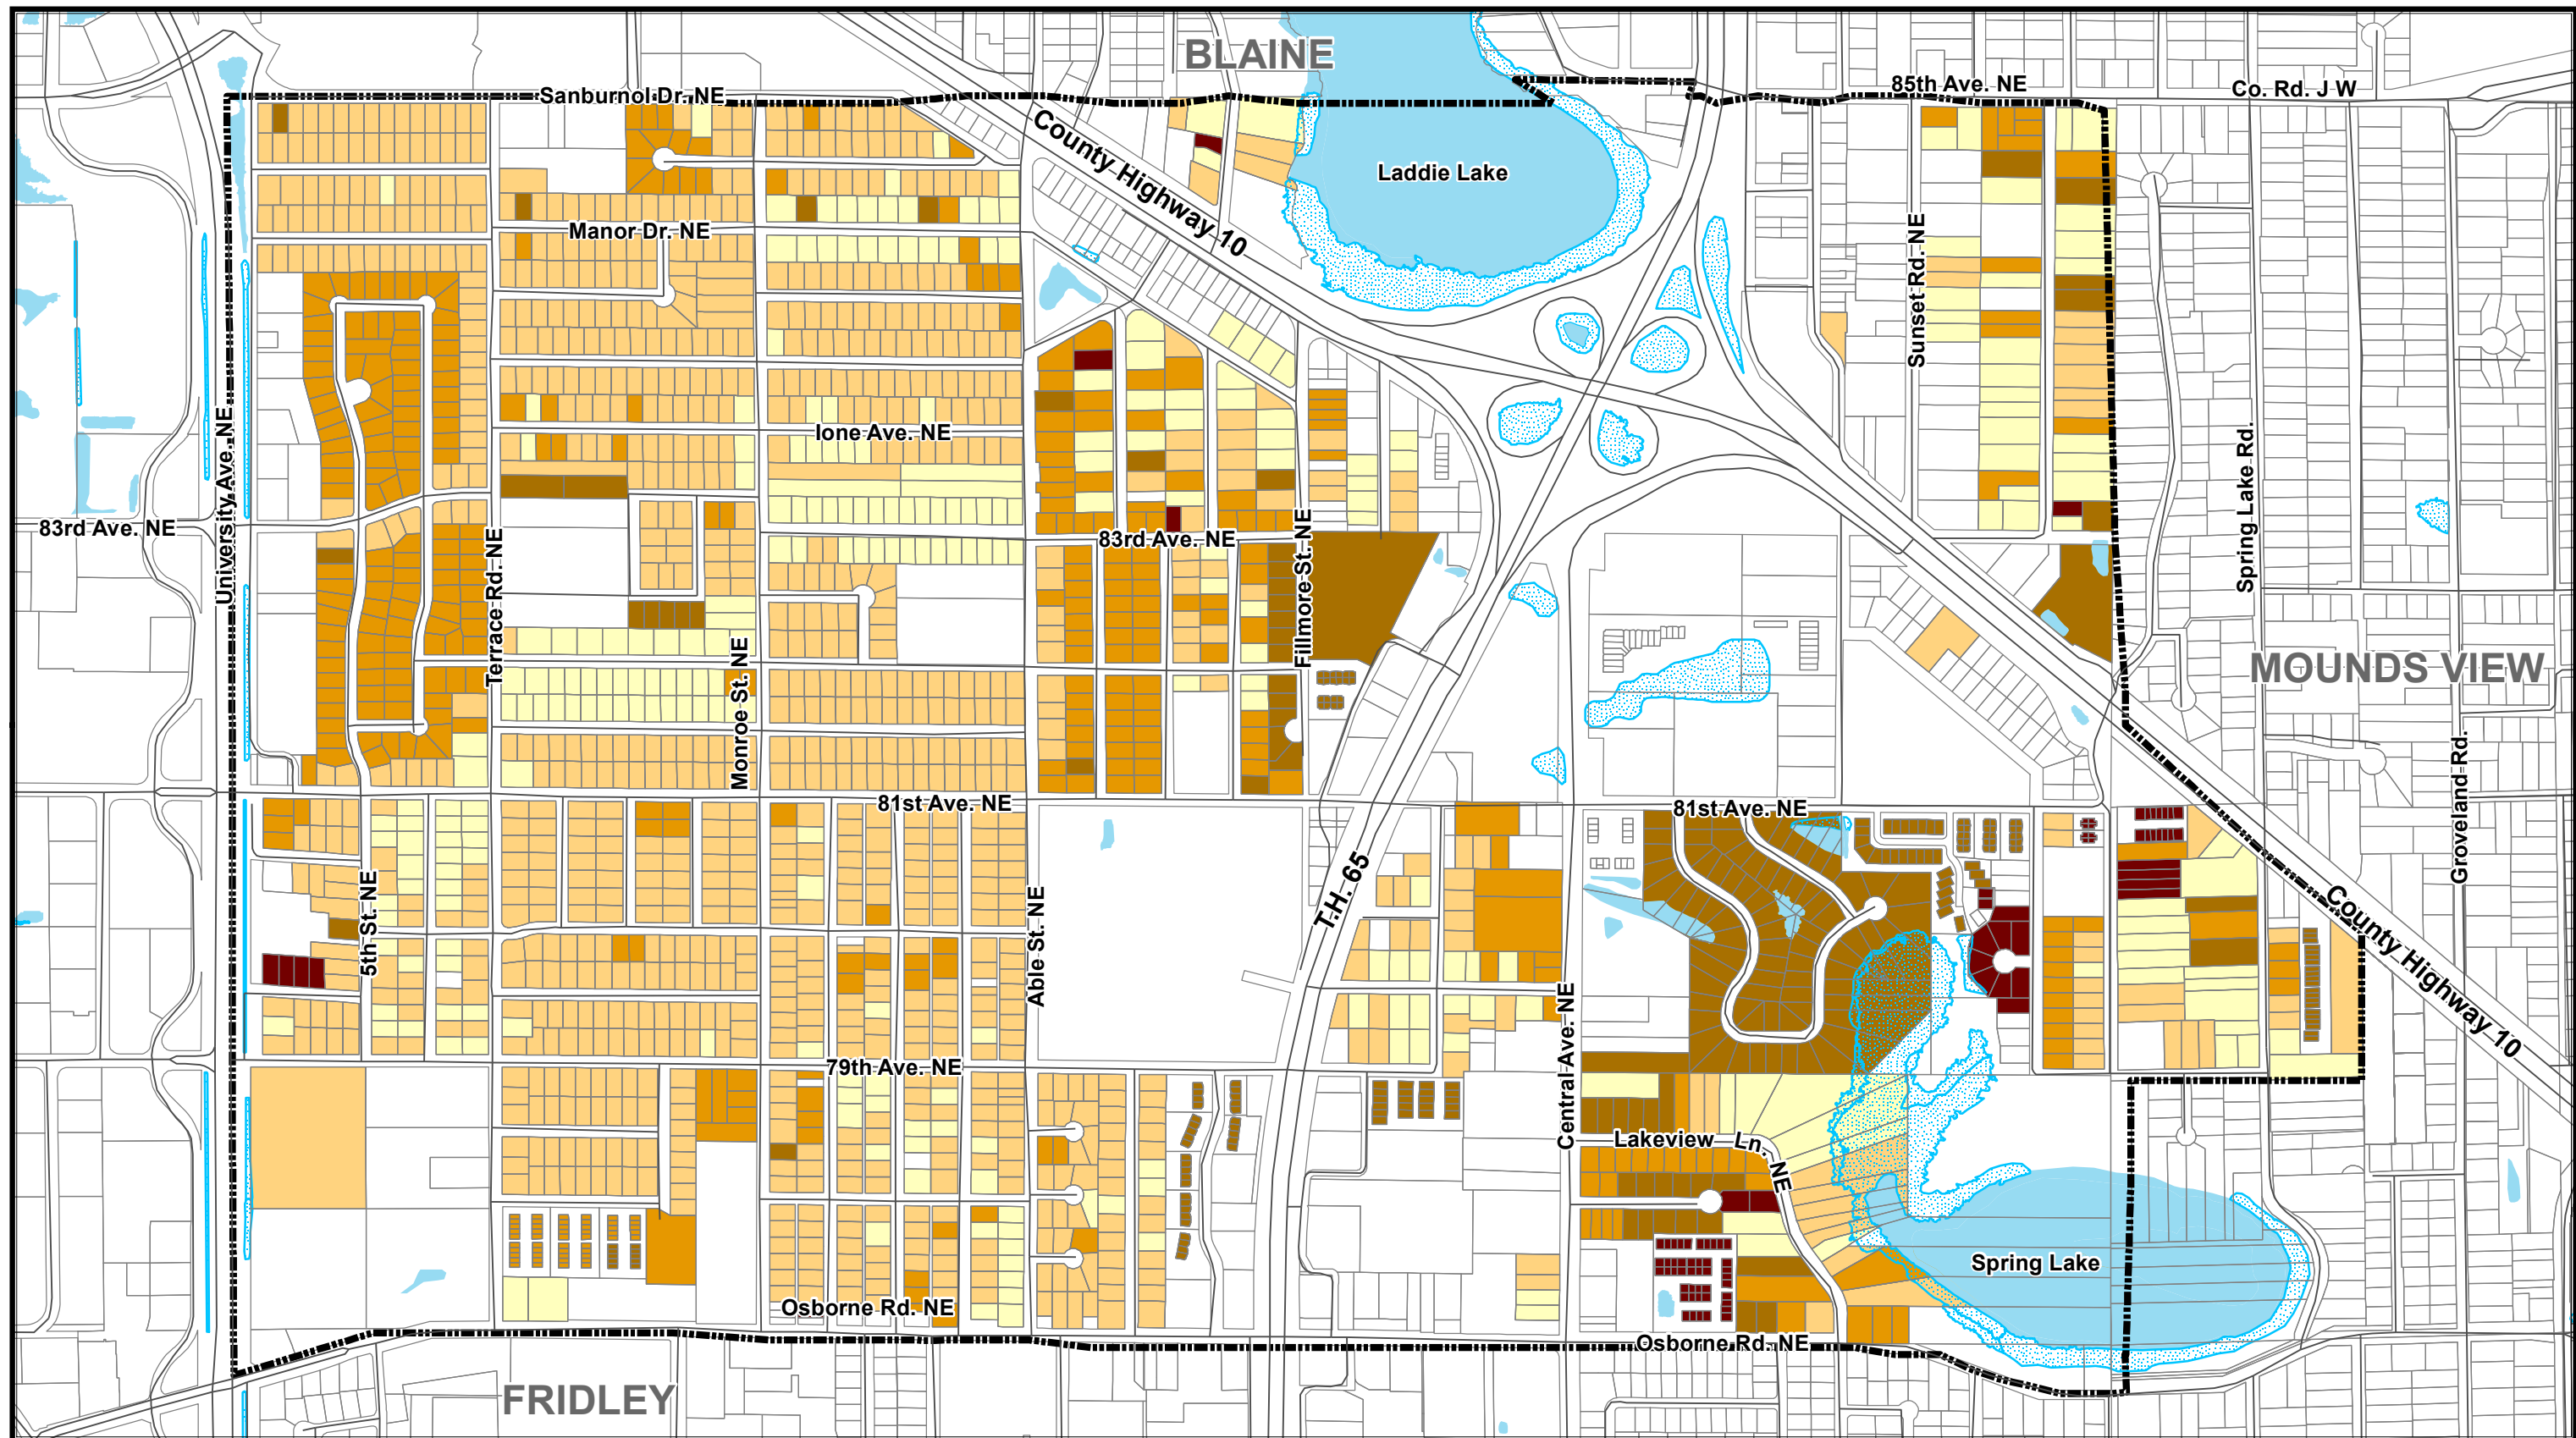 BLAINE
Sanburnol Dr. NE
85th Ave. NE
Co. Rd. J W
County Highway 10
Laddie Lake
Manor Dr. NE
Sunset Rd. NE
Ione Ave. NE
University Ave. NE
Spring Lake Rd.
83rd Ave. NE
83rd Ave. NE
Terrace Rd. NE
Fillmore St. NE
Monroe St. NE
MOUNDS VIEW
Groveland Rd.
81st Ave. NE
81st Ave. NE
T.H. 65
5th St. NE
Able St. NE
County Highway 10
Central Ave. NE
79th Ave. NE
Lakeview Ln. NE
Spring Lake
Osborne Rd. NE
Osborne Rd. NE
FRIDLEY